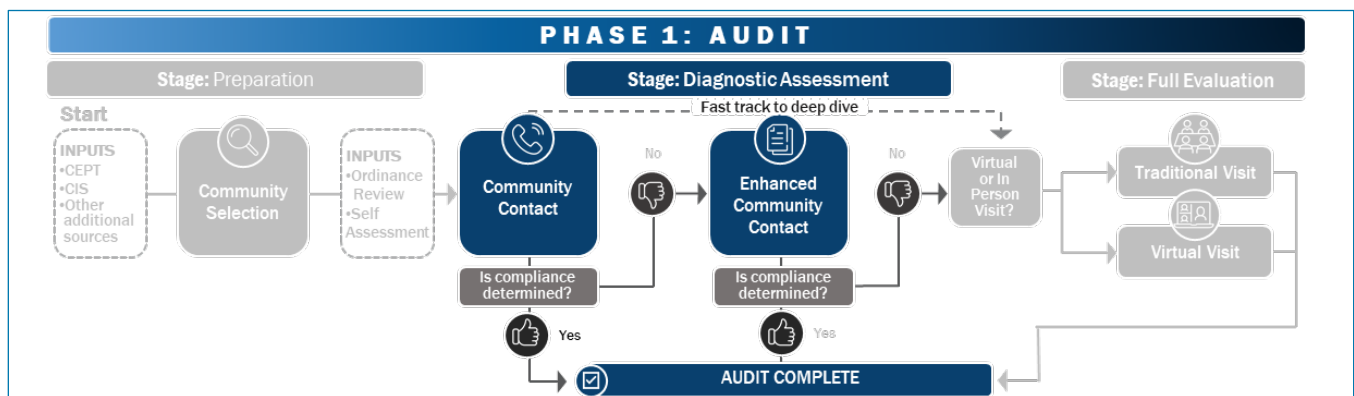 PHASE 1: AUDIT
Stage: Preparation
Stage: Diagnostic Assessment
Stage: Full Evaluation
Fast track to deep dive
Start
INPUTS
•CEPT
•CIS
•Other
additional
sources
Community
Selection
INPUTS
•Ordinance
Review
•Self
Assessment
Community
Contact
Is compliance
determined?
No
Yes
Enhanced
Community
Contact
Is compliance
determined?
No
Yes
Virtual
or In
Person
Visit?
Traditional Visit
Virtual Visit
AUDIT COMPLETE